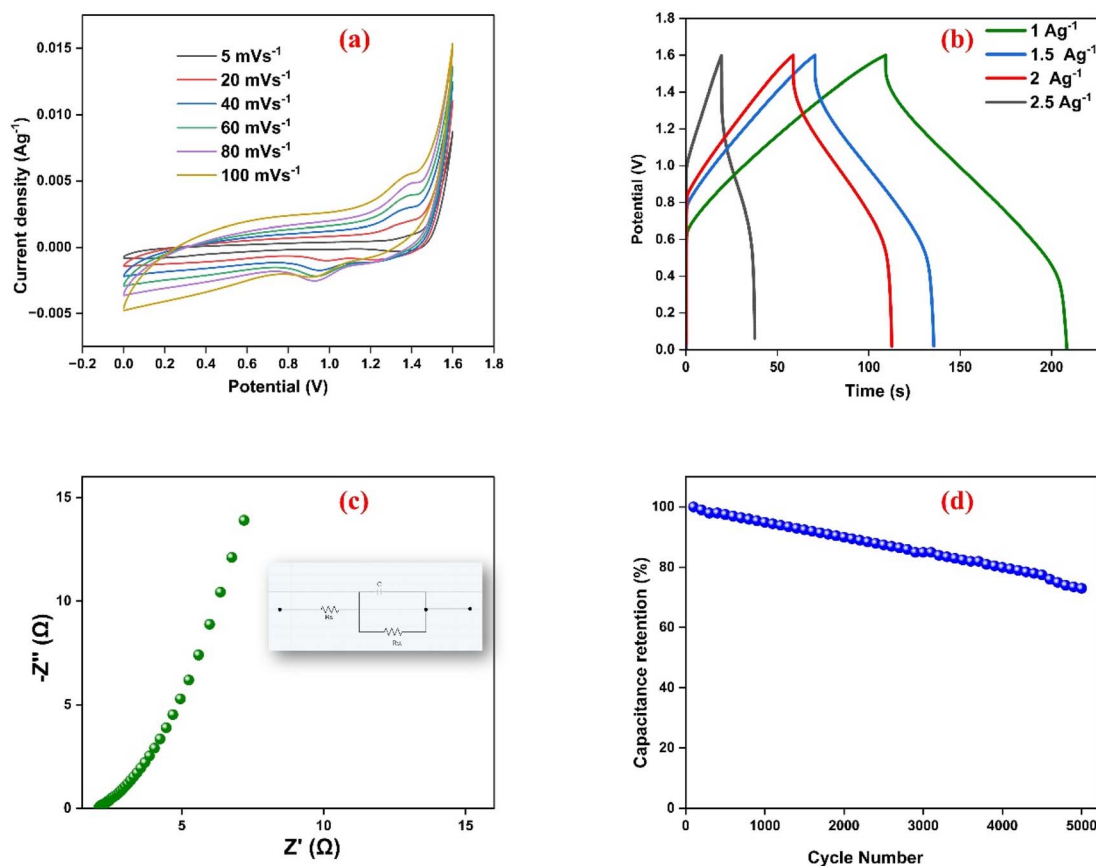 (a)
5 mVs⁻¹
20 mVs⁻¹
40 mVs⁻¹
60 mVs⁻¹
80 mVs⁻¹
100 mVs⁻¹
Current density (Ag⁻¹)
0.015
0.010
0.005
0.000
−0.005
−0.2 0.0 0.2 0.4 0.6 0.8 1.0 1.2 1.4 1.6 1.8
Potential (V)
(b)
1 Ag⁻¹
1.5 Ag⁻¹
2 Ag⁻¹
2.5 Ag⁻¹
Potential (V)
1.8
1.6
1.4
1.2
1.0
0.8
0.6
0.4
0.2
0.0
0 50 100 150 200
Time (s)
(c)
-Z'' (Ω)
15
10
5
0
5 10 15
Z' (Ω)
C
(d)
Capacitance retention (%)
100
80
60
40
20
0
0 1000 2000 3000 4000 5000
Cycle Number